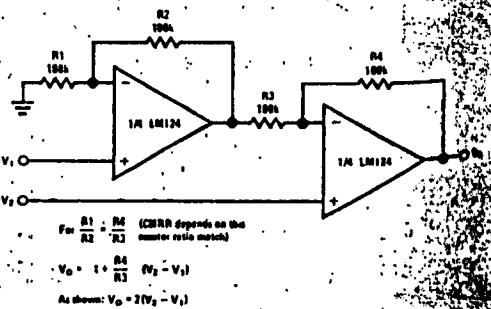 R2
100k
R4
100k
R1
100k
R3
100k
1/4 LM124
1/4 LM124
V1
V2
For R1/R2 = R4/R3 (CMRR depends on this
resistor ratio match)
VO = 1 + R4/R3 (V2 – V1)
As shown: VO = 2(V2 – V1)